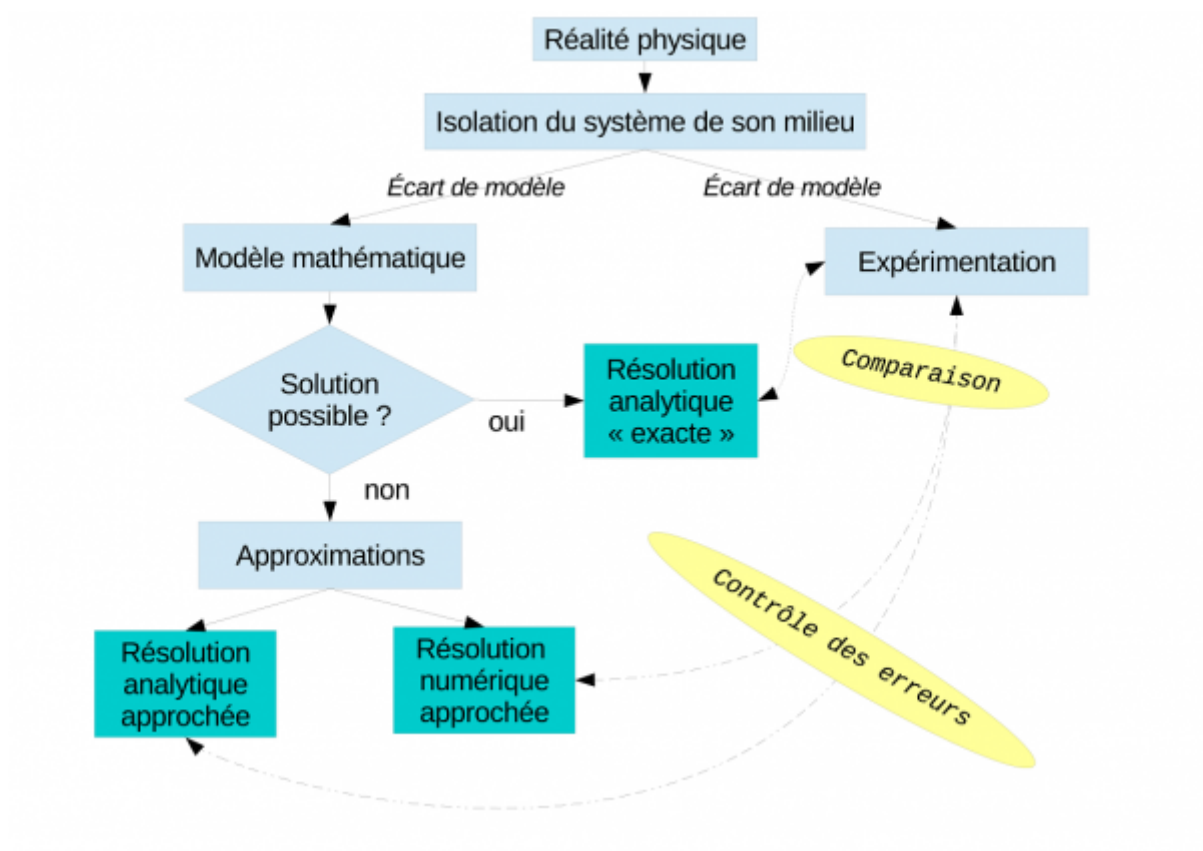 Réalité physique
Isolation du système de son milieu
Écart de modèle
Écart de modèle
Modèle mathématique
Expérimentation
Solution
possible ?
oui
Résolution
analytique
« exacte »
Comparaison
non
Approximations
Contrôle des erreurs
Résolution
analytique
approchée
Résolution
numérique
approchée